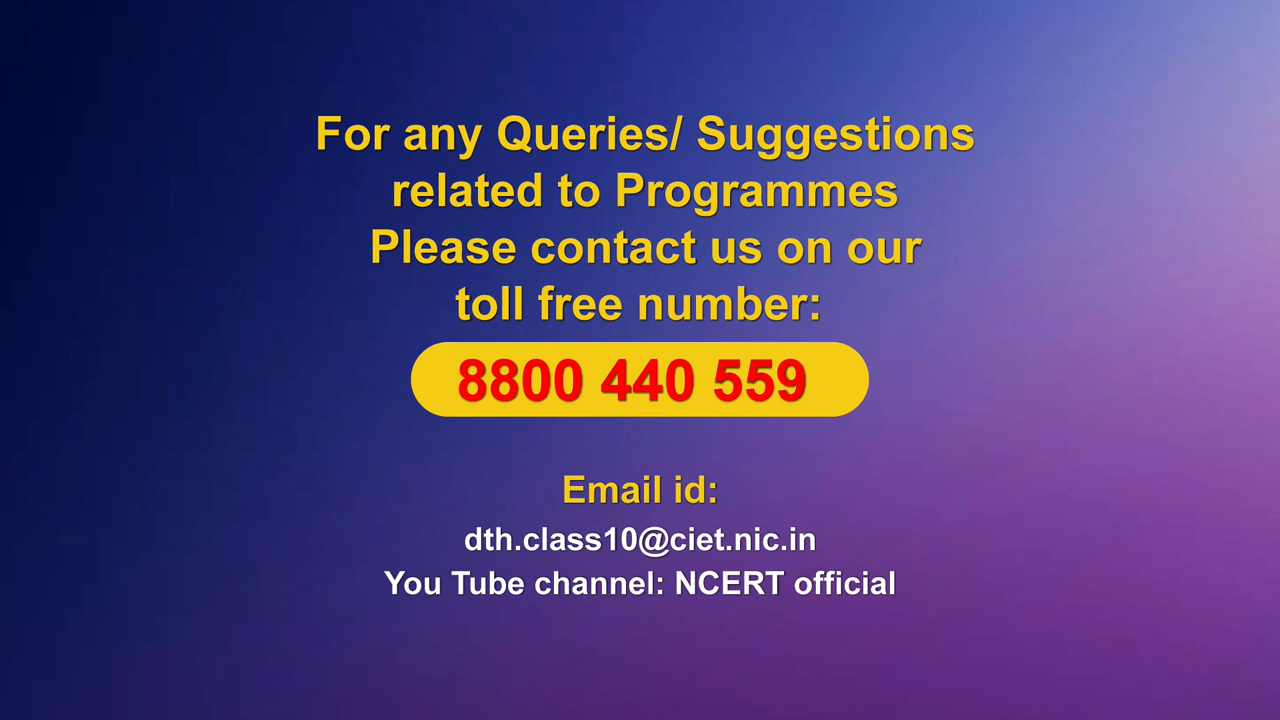 For any Queries/ Suggestions
related to Programmes
Please contact us on our
toll free number:
8800 440 559
Email id:
dth.class10@ciet.nic.in
You Tube channel: NCERT official